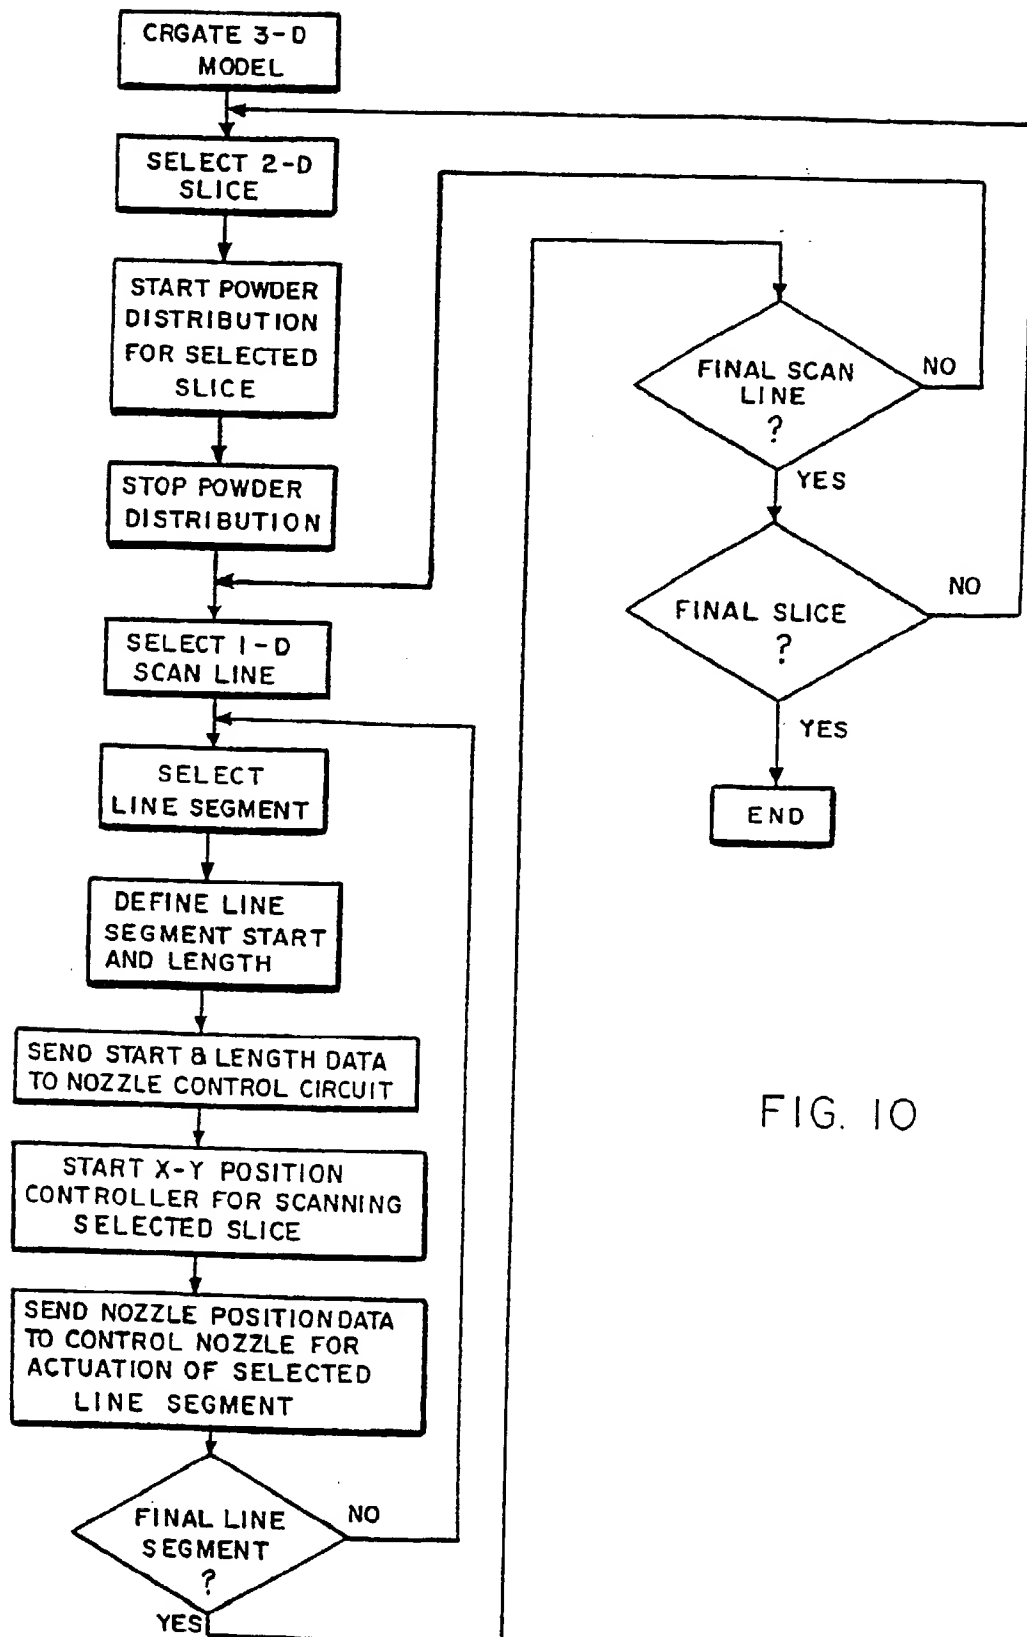 CRGATE 3-D
MODEL
SELECT 2-D
SLICE
START POWDER
DISTRIBUTION
FOR SELECTED
SLICE
STOP POWDER
DISTRIBUTION
SELECT 1-D
SCAN LINE
SELECT
LINE SEGMENT
DEFINE LINE
SEGMENT START
AND LENGTH
SEND START & LENGTH DATA
TO NOZZLE CONTROL CIRCUIT
START X-Y POSITION
CONTROLLER FOR SCANNING
SELECTED SLICE
SEND NOZZLE POSITION DATA
TO CONTROL NOZZLE FOR
ACTUATION OF SELECTED
LINE SEGMENT
FINAL LINE
SEGMENT
?
NO
YES
FINAL SCAN
LINE
?
NO
YES
FINAL SLICE
?
NO
YES
END
FIG. 10